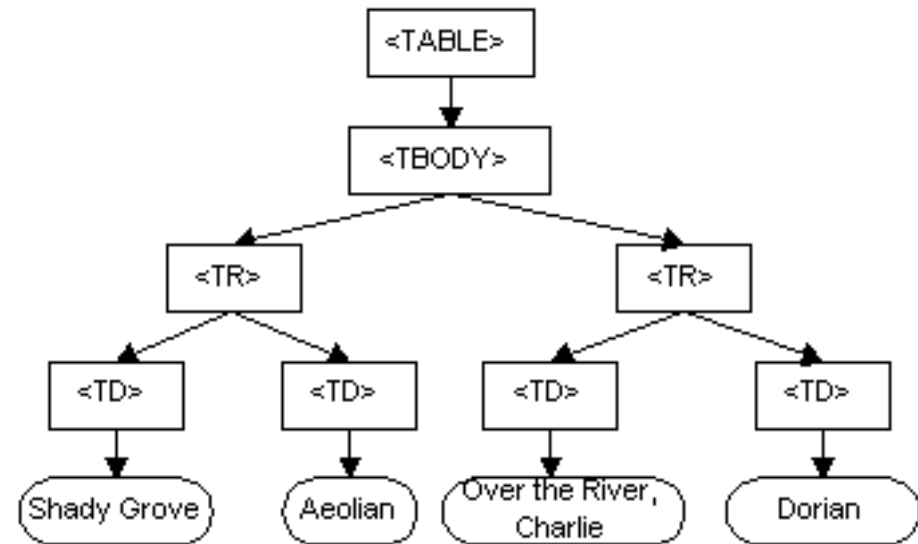 <TABLE>
<TBODY>
<TR>
<TR>
<TD>
<TD>
<TD>
<TD>
Shady Grove
Aeolian
Over the River,
Charlie
Dorian